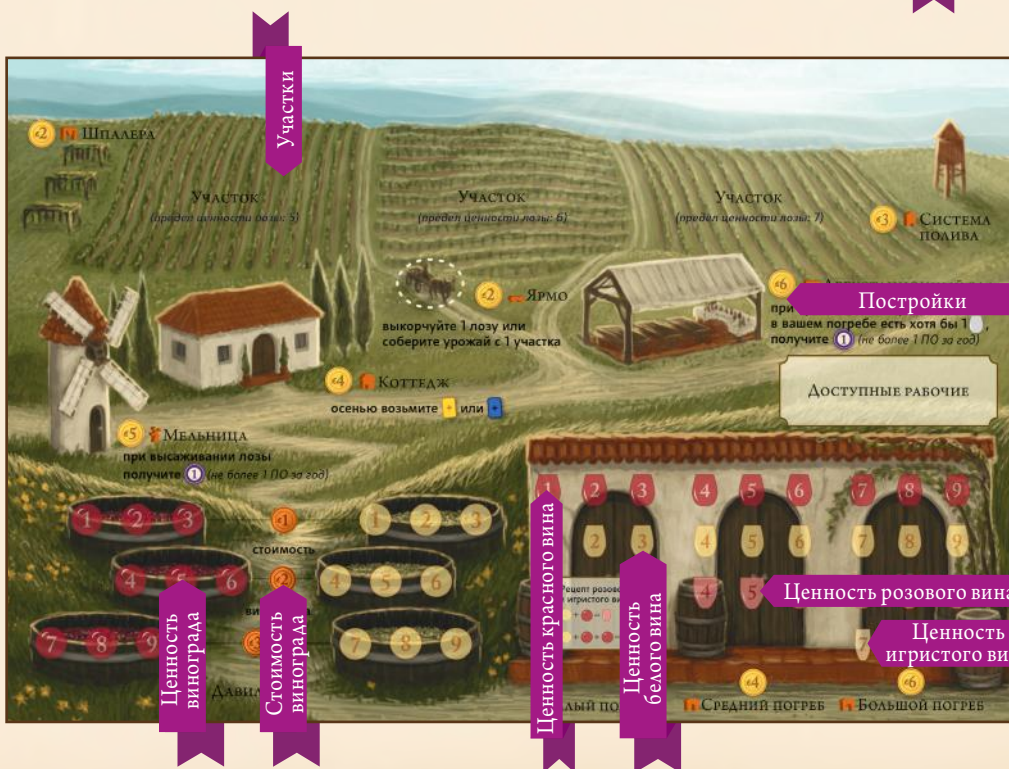 Участки
2 Шпалера
Участок
(предел ценности лозы: 5)
Участок
(предел ценности лозы: 6)
Участок
(предел ценности лозы: 7)
3 Система
полива
2 Ярмо
выкорчуйте 1 лозу или
соберите урожай с 1 участка
6
Постройки
при
в вашем погребе есть хотя бы 1 ,
получите 1 (не более 1 ПО за год)
Доступные рабочие
4 Коттедж
осенью возьмите + или +
5 Мельница
при высаживании лозы
получите 1 (не более 1 ПО за год)
1 2 3
1
стоимость
1 2 3
4 5 6
2
4 5 6
7 8 9
3
7 8 9
Ценность
винограда
Стоимость
винограда
1 2 3 4 5 6 7 8 9
2 3 4 5 6 7 8 9
4 5
7
Ценность красного вина
Ценность
белого вина
Ценность розового вина
Ценность
игристого ви
4
Средний погреб
6
Большой погреб